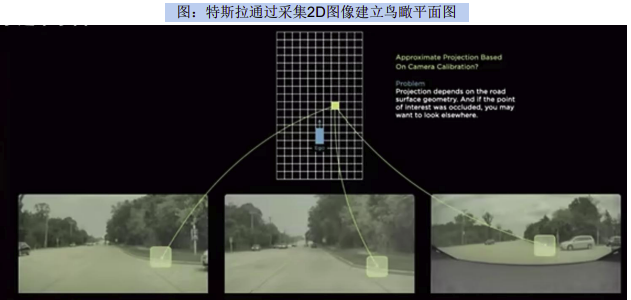 图：特斯拉通过采集2D图像建立鸟瞰平面图
Approximate Projection Based
On Camera Calibration?
Problem
Projection depends on the road
surface geometry. And if the point
of interest was occluded, you may
want to look elsewhere.